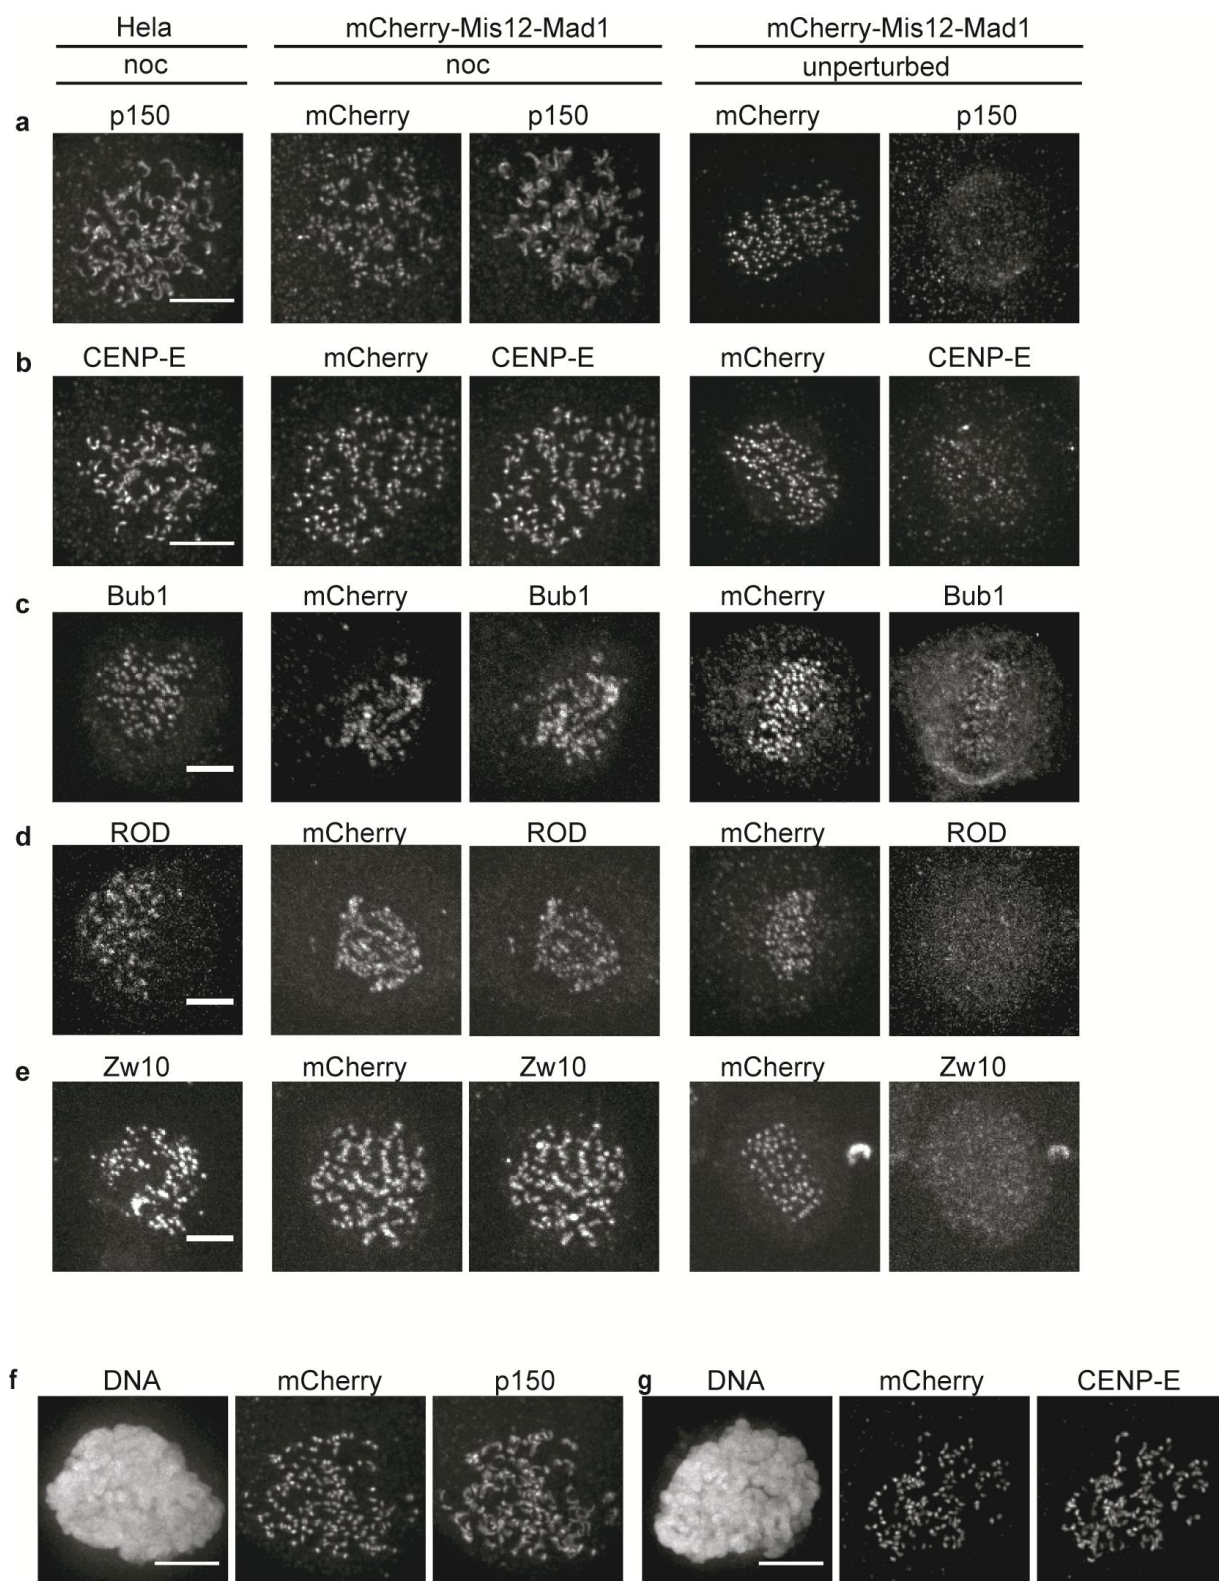 Hela mCherry-Mis12-Mad1 mCherry-Mis12-Mad1
noc noc unperturbed
a p150 mCherry p150 mCherry p150
b CENP-E mCherry CENP-E mCherry CENP-E
c Bub1 mCherry Bub1 mCherry Bub1
d ROD mCherry ROD mCherry ROD
e Zw10 mCherry Zw10 mCherry Zw10
f DNA mCherry p150 g DNA mCherry CENP-E